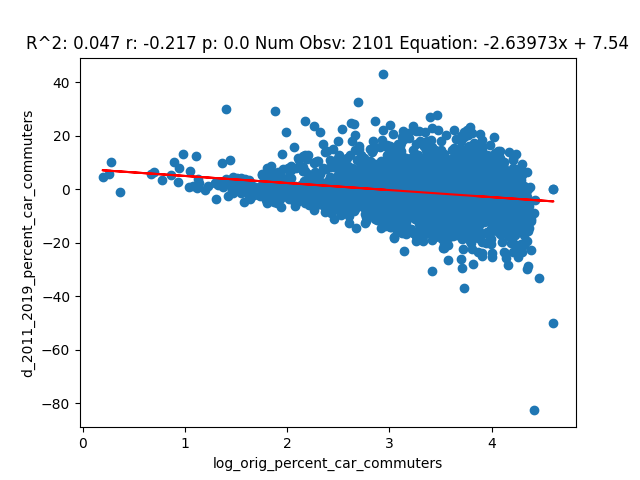 R^2: 0.047 r: -0.217 p: 0.0 Num Obsv: 2101 Equation: -2.63973x + 7.54
40
20
0
−20
−40
−60
−80
d_2011_2019_percent_car_commuters
0 1 2 3 4
log_orig_percent_car_commuters